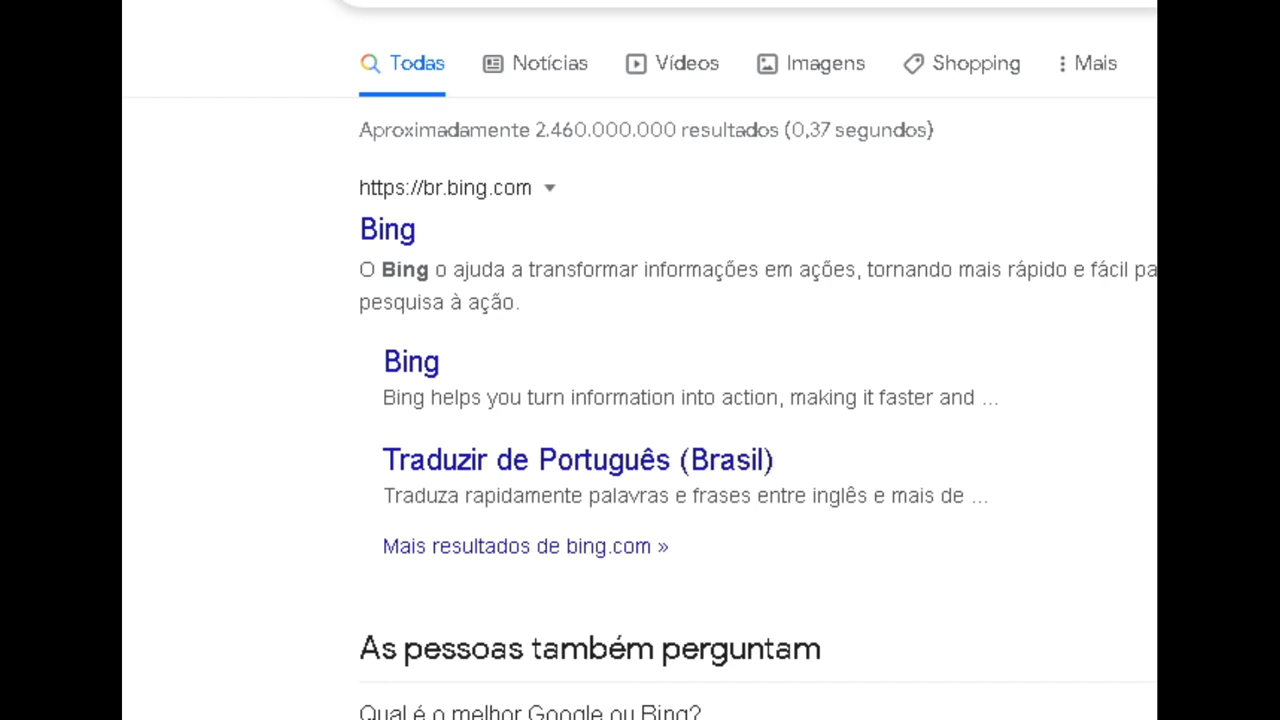 Todas Notícias Vídeos Imagens Shopping Mais
Aproximadamente 2.460.000.000 resultados (0,37 segundos)
https://br.bing.com
Bing
O Bing o ajuda a transformar informações em ações, tornando mais rápido e fácil pa
pesquisa à ação.
Bing
Bing helps you turn information into action, making it faster and ...
Traduzir de Português (Brasil)
Traduza rapidamente palavras e frases entre inglês e mais de ...
Mais resultados de bing.com »
As pessoas também perguntam
Qual é o melhor Google ou Bing?